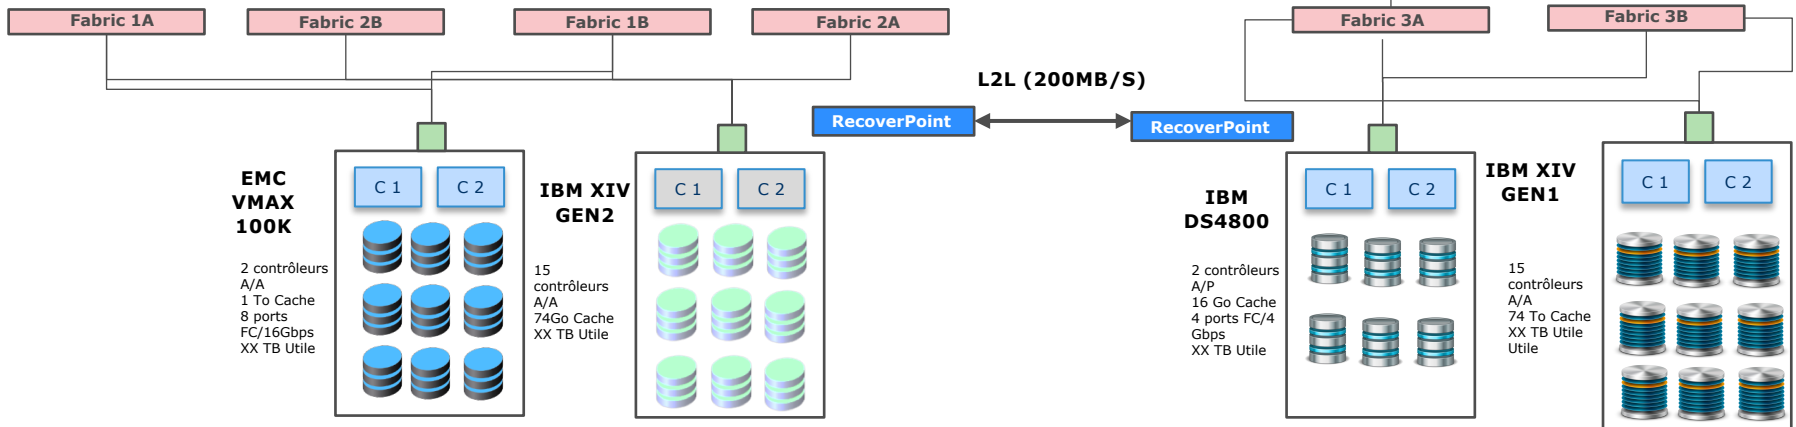 Fabric 1A
Fabric 2B
Fabric 1B
Fabric 2A
Fabric 3A
Fabric 3B
L2L (200MB/S)
RecoverPoint
RecoverPoint
EMC
VMAX
100K
2 contrôleurs
A/A
1 To Cache
8 ports
FC/16Gbps
XX TB Utile
C 1
C 2
IBM XIV
GEN2
15
contrôleurs
A/A
74Go Cache
XX TB Utile
C 1
C 2
IBM
DS4800
2 contrôleurs
A/P
16 Go Cache
4 ports FC/4
Gbps
XX TB Utile
C 1
C 2
IBM XIV
GEN1
15
contrôleurs
A/A
74 To Cache
XX TB Utile
Utile
C 1
C 2